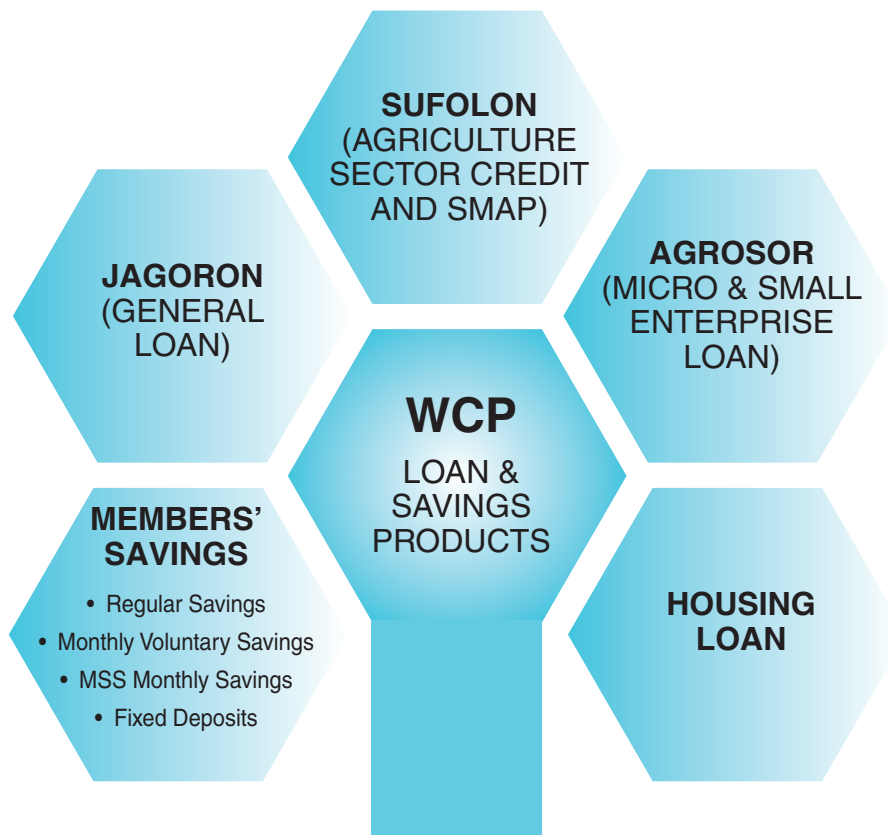 SUFOLON
(AGRICULTURE
SECTOR CREDIT
AND SMAP)
JAGORON
(GENERAL
LOAN)
AGROSOR
(MICRO & SMALL
ENTERPRISE
LOAN)
WCP
LOAN &
SAVINGS
PRODUCTS
MEMBERS’
SAVINGS
• Regular Savings
• Monthly Voluntary Savings
• MSS Monthly Savings
• Fixed Deposits
HOUSING
LOAN